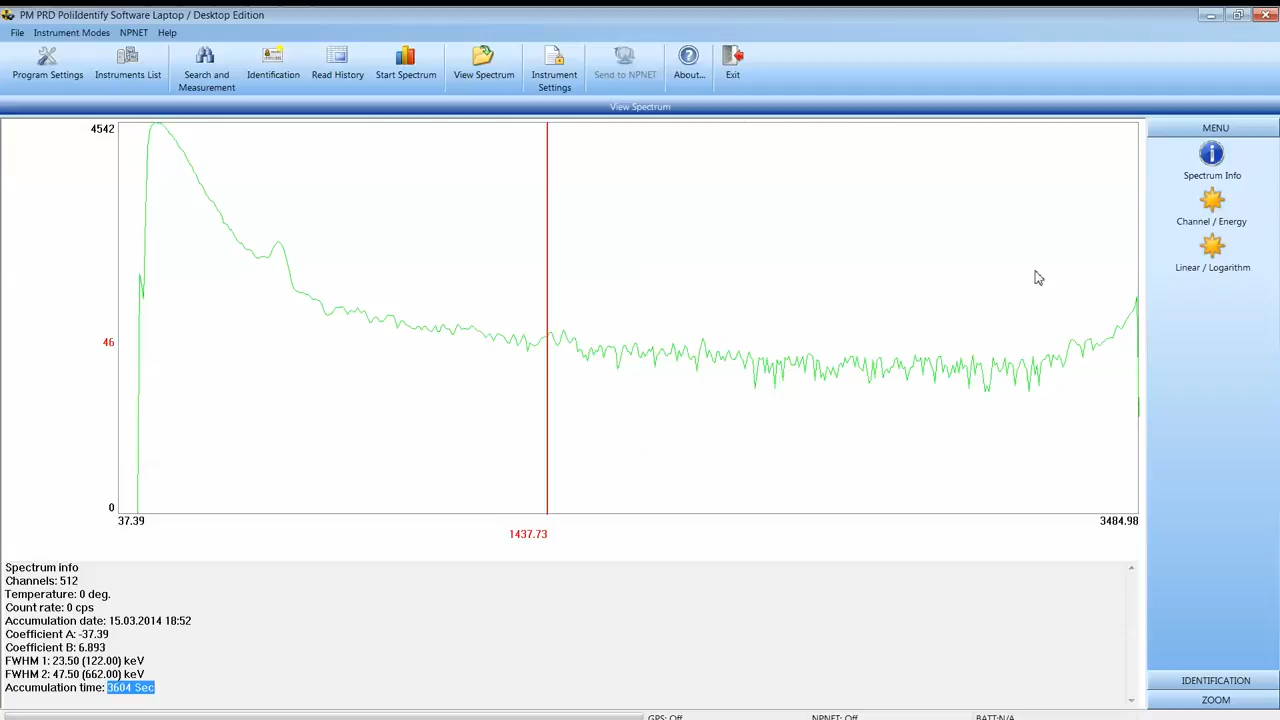 PM PRD PoliIdentify Software Laptop / Desktop Edition
File Instrument Modes NPNET Help
Program Settings Instruments List Search and Measurement Identification Read History Start Spectrum View Spectrum Instrument Settings Send to NPNET About... Exit
View Spectrum
MENU
Spectrum Info
Channel / Energy
Linear / Logarithm
4542
46
0
37.39 3484.98
1437.73
Spectrum info
Channels: 512
Temperature: 0 deg.
Count rate: 0 cps
Accumulation date: 15.03.2014 18:52
Coefficient A: -37.39
Coefficient B: 6.893
FWHM 1: 23.50 (122.00) keV
FWHM 2: 47.50 (662.00) keV
Accumulation time: 3604 Sec
IDENTIFICATION
ZOOM
GPS: Off NPNET: Off BATT:N/A